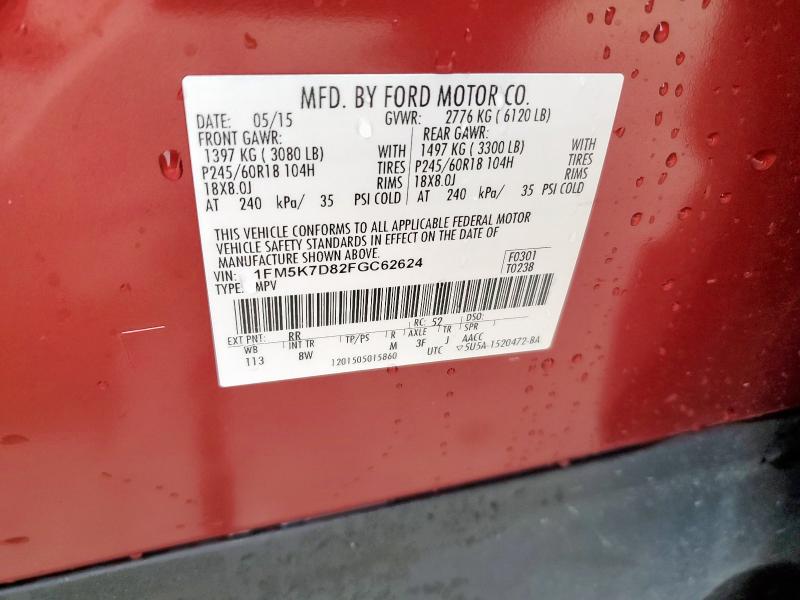 MFD. BY FORD MOTOR CO.
DATE: 05/15 GVWR: 2776 KG ( 6120 LB)
FRONT GAWR: REAR GAWR:
1397 KG ( 3080 LB) WITH 1497 KG ( 3300 LB) WITH
P245/60R18 104H TIRES P245/60R18 104H TIRES
18X8.0J RIMS 18X8.0J RIMS
AT 240 kPa/ 35 PSI COLD AT 240 kPa/ 35 PSI COLD
THIS VEHICLE CONFORMS TO ALL APPLICABLE FEDERAL MOTOR
VEHICLE SAFETY STANDARDS IN EFFECT ON THE DATE OF
MANUFACTURE SHOWN ABOVE.
VIN: 1FM5K7D82FGC62624 F0301
TYPE: MPV T0238
EXT PNT: RR RC: 52 DSO:
WB INT TR TP/PS R AXLE TR SPR
113 8W M 3F J AACC
1201505015860 UTC 5U5A-1520472-BA